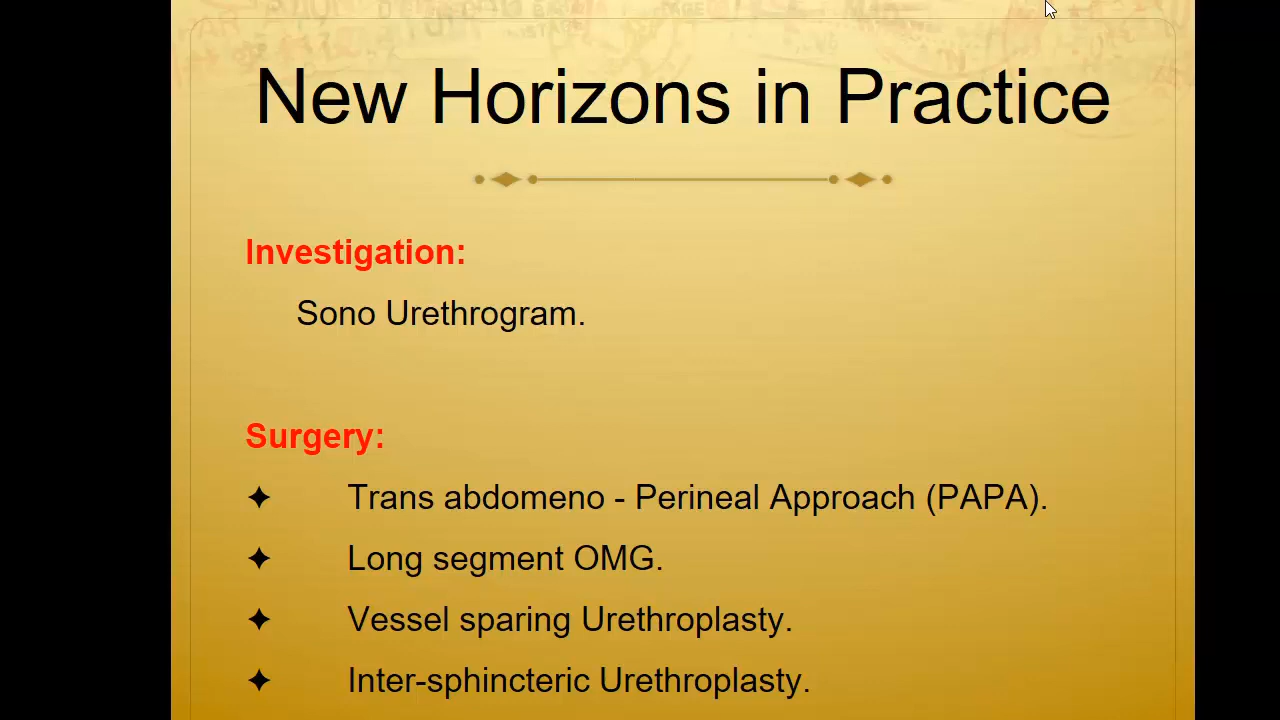 New Horizons in Practice
Investigation:
Sono Urethrogram.
Surgery:
✦ Trans abdomeno - Perineal Approach (PAPA).
✦ Long segment OMG.
✦ Vessel sparing Urethroplasty.
✦ Inter-sphincteric Urethroplasty.